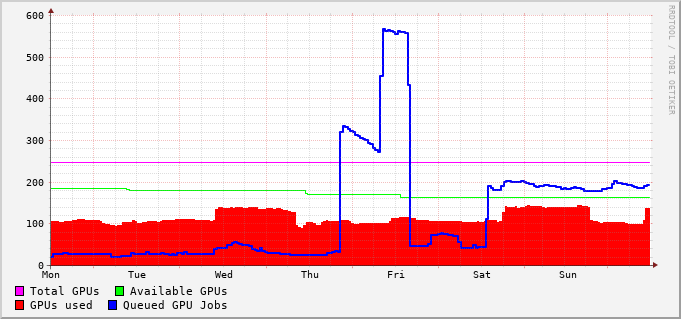 600
500
400
300
200
100
0
Mon Tue Wed Thu Fri Sat Sun
Total GPUs Available GPUs
GPUs used Queued GPU Jobs
RRDTOOL / TOBI OETIKER